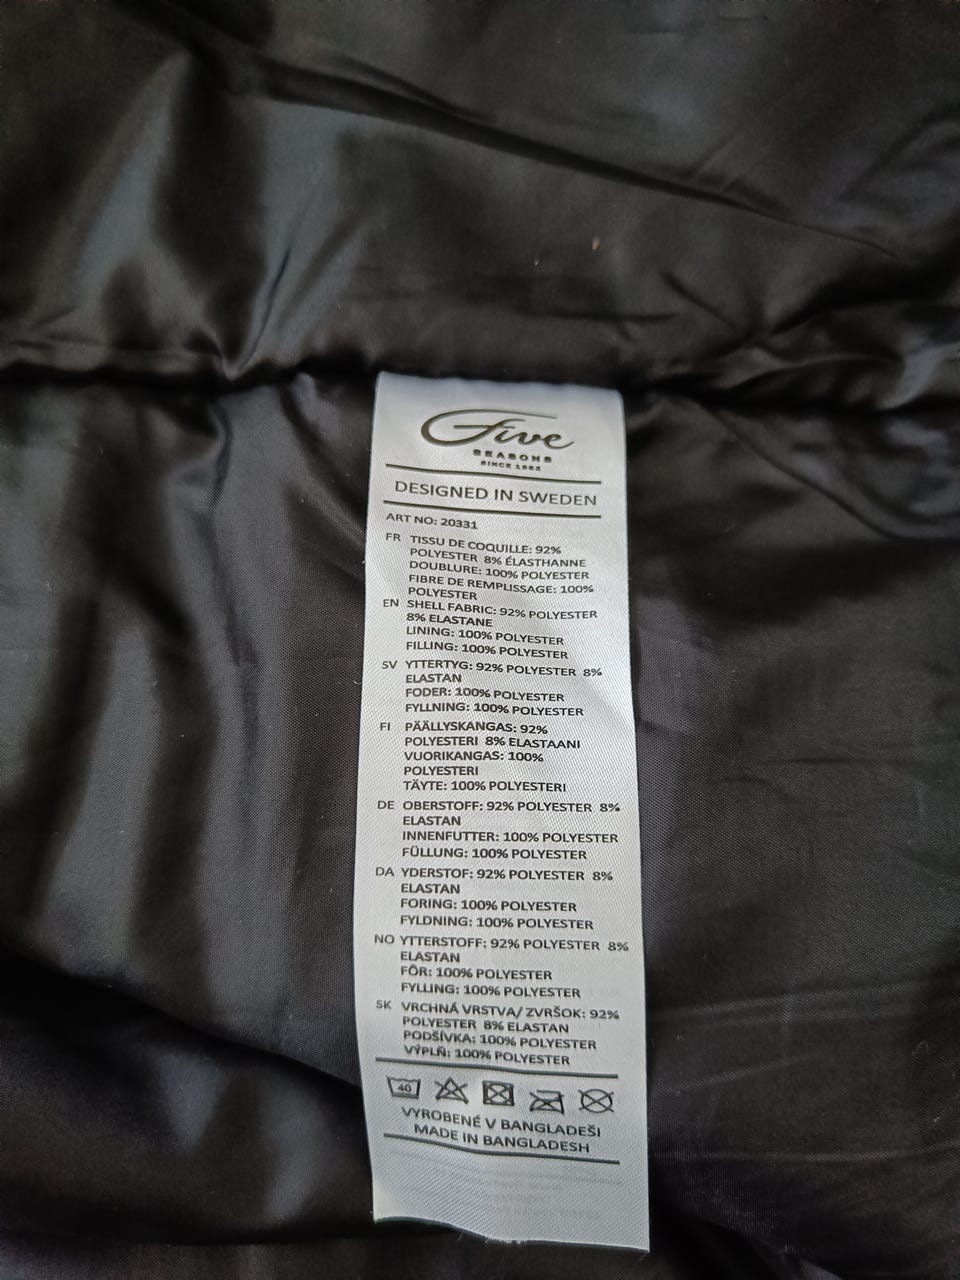 Five
SEASONS
SINCE 1982
DESIGNED IN SWEDEN
ART NO: 20331
FR TISSU DE COQUILLE: 92%
POLYESTER 8% ÉLASTHANNE
DOUBLURE: 100% POLYESTER
FIBRE DE REMPLISSAGE: 100%
POLYESTER
EN SHELL FABRIC: 92% POLYESTER
8% ELASTANE
LINING: 100% POLYESTER
FILLING: 100% POLYESTER
SV YTTERTYG: 92% POLYESTER 8%
ELASTAN
FODER: 100% POLYESTER
FYLLNING: 100% POLYESTER
FI PÄÄLLYSKANGAS: 92%
POLYESTERI 8% ELASTAANI
VUORIKANGAS: 100%
POLYESTERI
TÄYTE: 100% POLYESTERI
DE OBERSTOFF: 92% POLYESTER 8%
ELASTAN
INNENFUTTER: 100% POLYESTER
FÜLLUNG: 100% POLYESTER
DA YDERSTOF: 92% POLYESTER 8%
ELASTAN
FORING: 100% POLYESTER
FYLDNING: 100% POLYESTER
NO YTTERSTOFF: 92% POLYESTER 8%
ELASTAN
FÔR: 100% POLYESTER
FYLLING: 100% POLYESTER
SK VRCHNÁ VRSTVA/ ZVRŠOK: 92%
POLYESTER 8% ELASTAN
PODŠÍVKA: 100% POLYESTER
VÝPLŇ: 100% POLYESTER
40
VYROBENÉ V BANGLADEŠI
MADE IN BANGLADESH